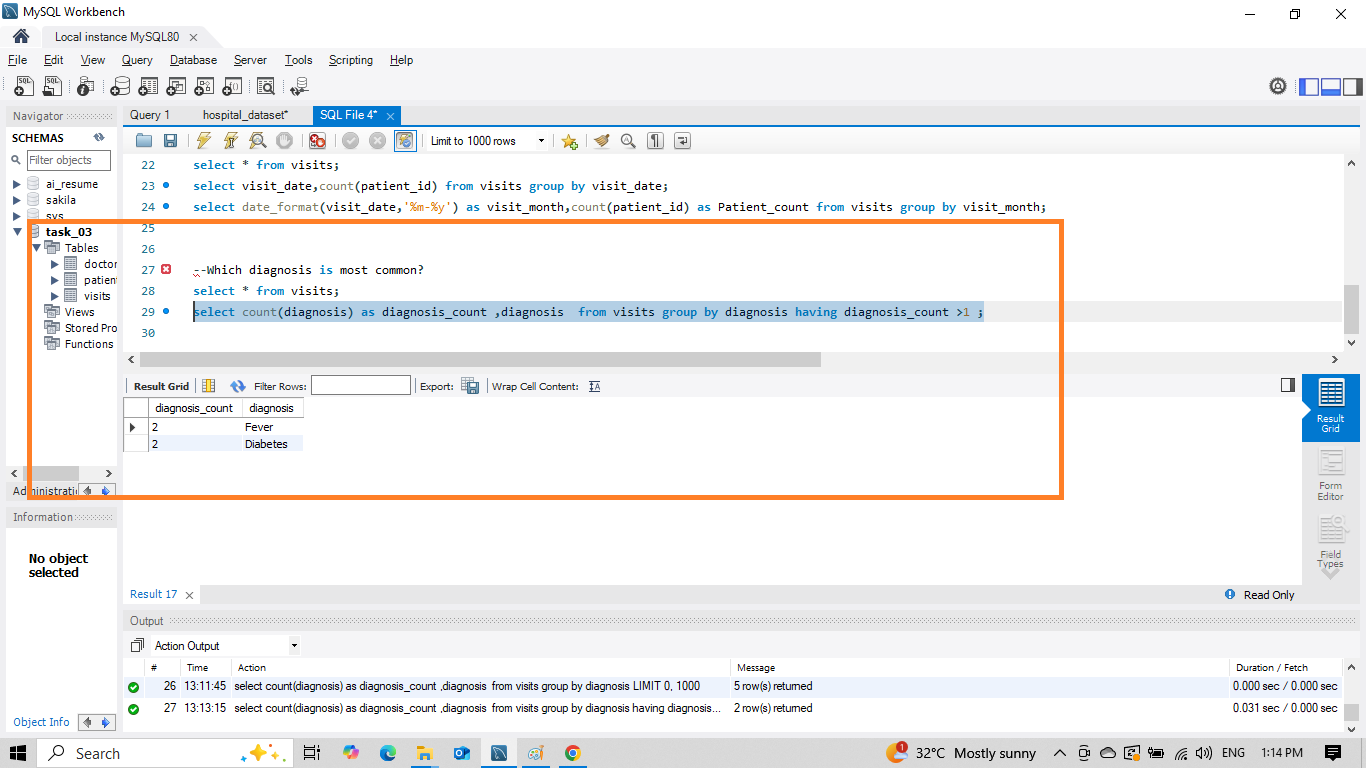 MySQL Workbench
Local instance MySQL80
File Edit View Query Database Server Tools Scripting Help
Navigator
Query 1 hospital_dataset* SQL File 4*
SCHEMAS
Limit to 1000 rows
Filter objects
22 select * from visits;
ai_resume
23 select visit_date,count(patient_id) from visits group by visit_date;
sakila
24 select date_format(visit_date,'%m-%y') as visit_month,count(patient_id) as Patient_count from visits group by visit_month;
sys
25
task_03
Tables
26
doctor
27 --Which diagnosis is most common?
patient
28 select * from visits;
visits
29 select count(diagnosis) as diagnosis_count ,diagnosis  from visits group by diagnosis having diagnosis_count >1 ;
Views
Stored Pro
30
Functions
Result Grid Filter Rows: Export: Wrap Cell Content:
diagnosis_count diagnosis
2 Fever
2 Diabetes
Result Grid
Form Editor
Field Types
Administrati
Information
No object selected
Result 17 Read Only
Output
Action Output
# Time Action Message Duration / Fetch
26 13:11:45 select count(diagnosis) as diagnosis_count ,diagnosis  from visits group by diagnosis LIMIT 0, 1000 5 row(s) returned 0.000 sec / 0.000 sec
27 13:13:15 select count(diagnosis) as diagnosis_count ,diagnosis  from visits group by diagnosis having diagnosis... 2 row(s) returned 0.031 sec / 0.000 sec
Object Info
Search 1 32°C Mostly sunny ENG 1:14 PM